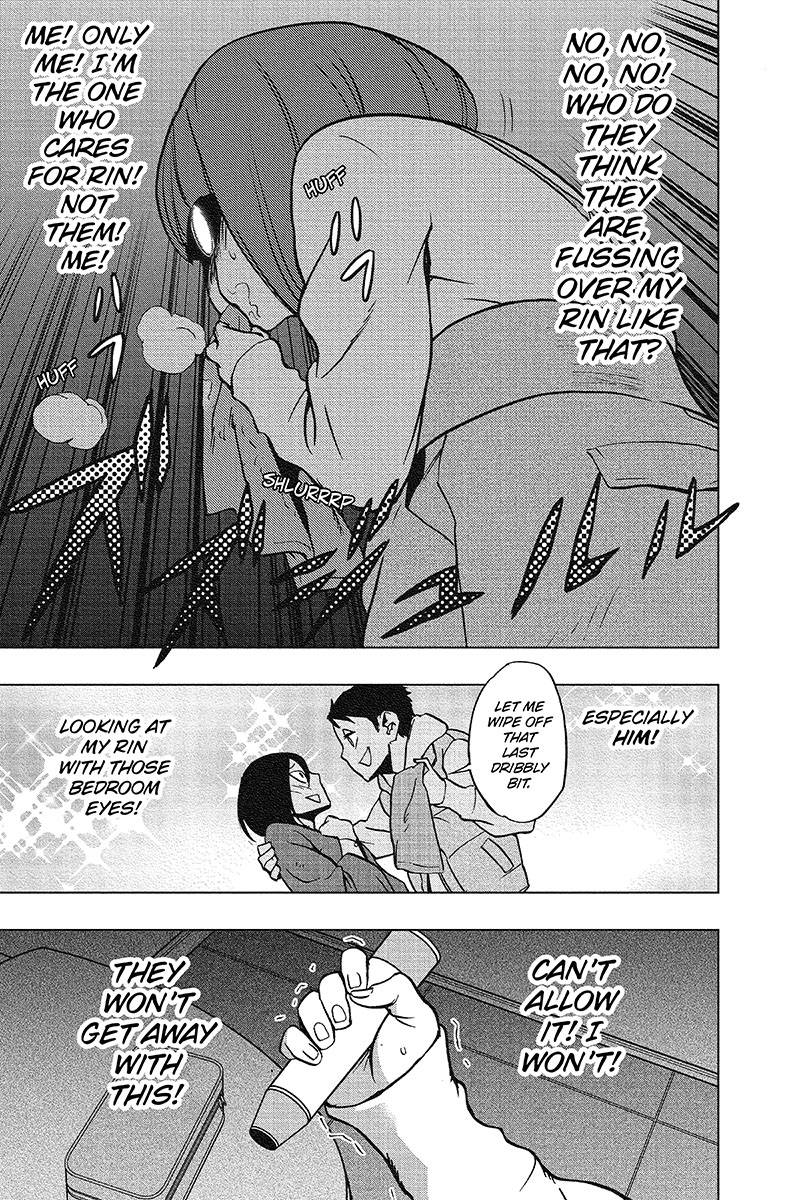 NO, NO,
NO, NO!
WHO DO
THEY
THINK
THEY
ARE,
FUSSING
OVER MY
RIN LIKE
THAT?
ME! ONLY
ME! I'M
THE ONE
WHO
CARES
FOR RIN!
NOT
THEM!
ME!
HUFF
HUFF
SHLURRRP
ESPECIALLY
HIM!
LET ME
WIPE OFF
THAT
LAST
DRIBBLY
BIT.
LOOKING AT
MY RIN
WITH THOSE
BEDROOM
EYES!
CAN'T
ALLOW
IT! I
WON'T!
THEY
WON'T
GET AWAY
WITH
THIS!